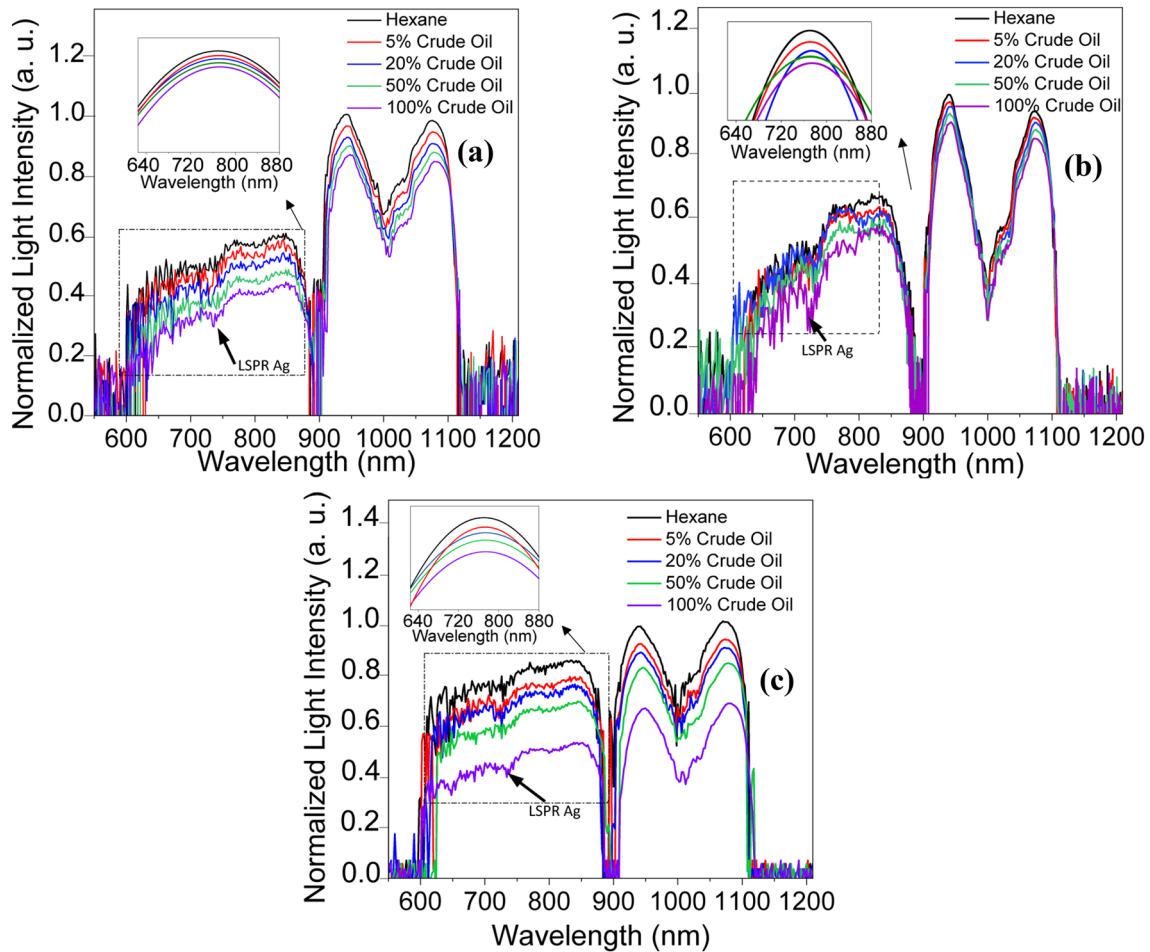 Normalized Light Intensity (a. u.)
1.2
1.0
0.8
0.6
0.4
0.2
0.0
Hexane
5% Crude Oil
20% Crude Oil
50% Crude Oil
100% Crude Oil
640 720 800 880
Wavelength (nm)
(a)
LSPR Ag
600 700 800 900 1000 1100 1200
Wavelength (nm)
Normalized Light Intensity (a. u.)
1.2
1.0
0.8
0.6
0.4
0.2
0.0
Hexane
5% Crude Oil
20% Crude Oil
50% Crude Oil
100% Crude Oil
660 720 780 840 880
Wavelength (nm)
(b)
LSPR Ag
600 700 800 900 1000 1100 1200
Wavelength (nm)
Normalized Light Intensity (a. u.)
1.4
1.2
1.0
0.8
0.6
0.4
0.2
0.0
Hexane
5% Crude Oil
20% Crude Oil
50% Crude Oil
100% Crude Oil
640 720 800 880
Wavelength (nm)
(c)
LSPR Ag
600 700 800 900 1000 1100 1200
Wavelength (nm)